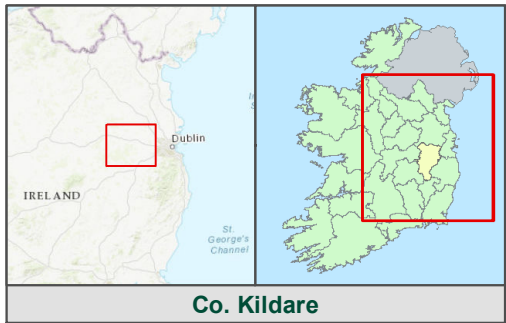 Dublin
IRELAND
St.
George's
Channel
Co. Kildare